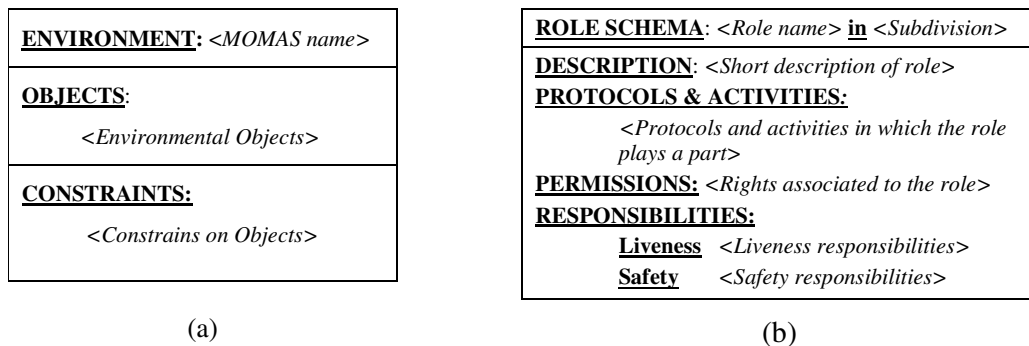 ENVIRONMENT: <MOMAS name>
OBJECTS:
<Environmental Objects>
CONSTRAINTS:
<Constrains on Objects>
(a)
ROLE SCHEMA: <Role name> in <Subdivision>
DESCRIPTION: <Short description of role>
PROTOCOLS & ACTIVITIES:
<Protocols and activities in which the role
plays a part>
PERMISSIONS: <Rights associated to the role>
RESPONSIBILITIES:
Liveness <Liveness responsibilities>
Safety <Safety responsibilities>
(b)